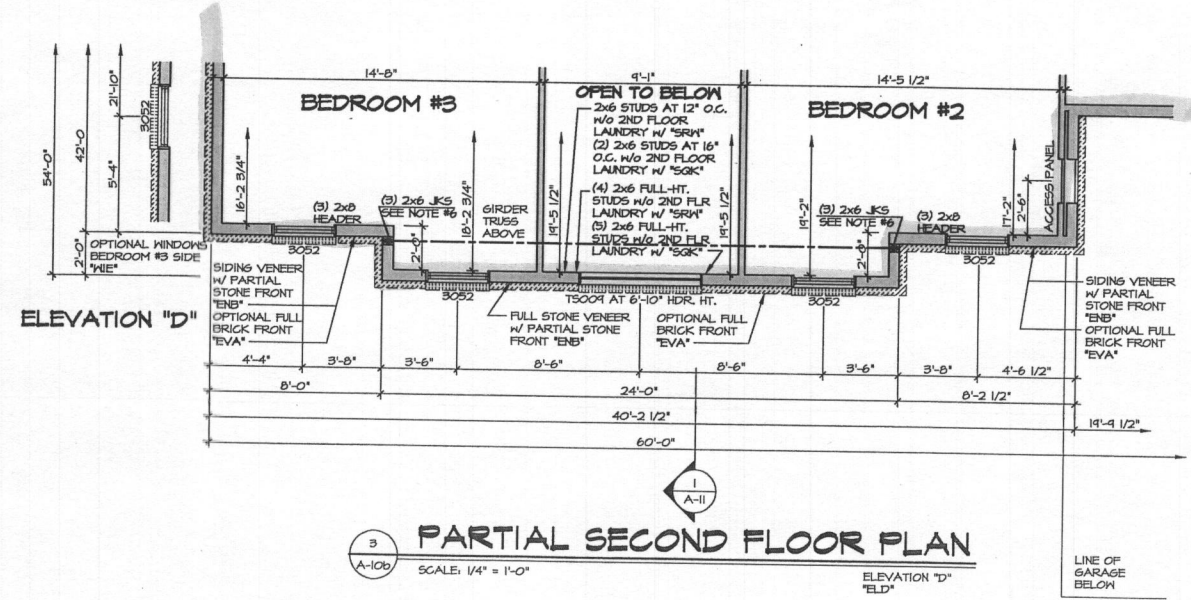 14'-8"
9'-1"
14'-5 1/2"
BEDROOM #3
OPEN TO BELOW
2x6 STUDS AT 12" O.C.
W/o 2ND FLOOR
LAUNDRY W/ "SRW"
(2) 2x6 STUDS AT 16"
O.C. W/o 2ND FLOOR
LAUNDRY W/ "SGK"
(4) 2x6 FULL-HT.
STUDS W/o 2ND FLR
LAUNDRY W/ "SRW"
(5) 2x6 FULL-HT.
STUDS W/o 2ND FLR
LAUNDRY W/ "SGK"
BEDROOM #2
54'-0"
42'-0
21'-10"
3052
5'-4"
2'-0"
OPTIONAL WINDOWS
BEDROOM #3 SIDE
"WIE"
16'-2 3/4"
(3) 2x8
HEADER
3052
(3) 2x6 JKS
SEE NOTE #6
2'-0"
18'-2 3/4"
GIRDER
TRUSS
ABOVE
19'-5 1/2"
19'-5 1/2"
19'-2"
(3) 2x6 JKS
SEE NOTE #6
2'-8"
(3) 2x8
HEADER
3052
17'-2"
2'-6"
ACCESS PANEL
3052
TS009 AT 6'-10" HDR. HT.
3052
SIDING VENEER
W/ PARTIAL
STONE FRONT
"ENB"
OPTIONAL FULL
BRICK FRONT
"EVA"
FULL STONE VENEER
W/ PARTIAL STONE
FRONT "ENB"
OPTIONAL FULL
BRICK FRONT
"EVA"
SIDING VENEER
W/ PARTIAL
STONE FRONT
"ENB"
OPTIONAL FULL
BRICK FRONT
"EVA"
ELEVATION "D"
4'-4"
3'-8"
3'-6"
8'-6"
8'-6"
3'-6"
3'-8"
4'-6 1/2"
8'-0"
24'-0"
8'-2 1/2"
40'-2 1/2"
19'-9 1/2"
60'-0"
1
A-11
3
A-10b
PARTIAL SECOND FLOOR PLAN
SCALE: 1/4" = 1'-0"
ELEVATION "D"
"ELD"
LINE OF
GARAGE
BELOW